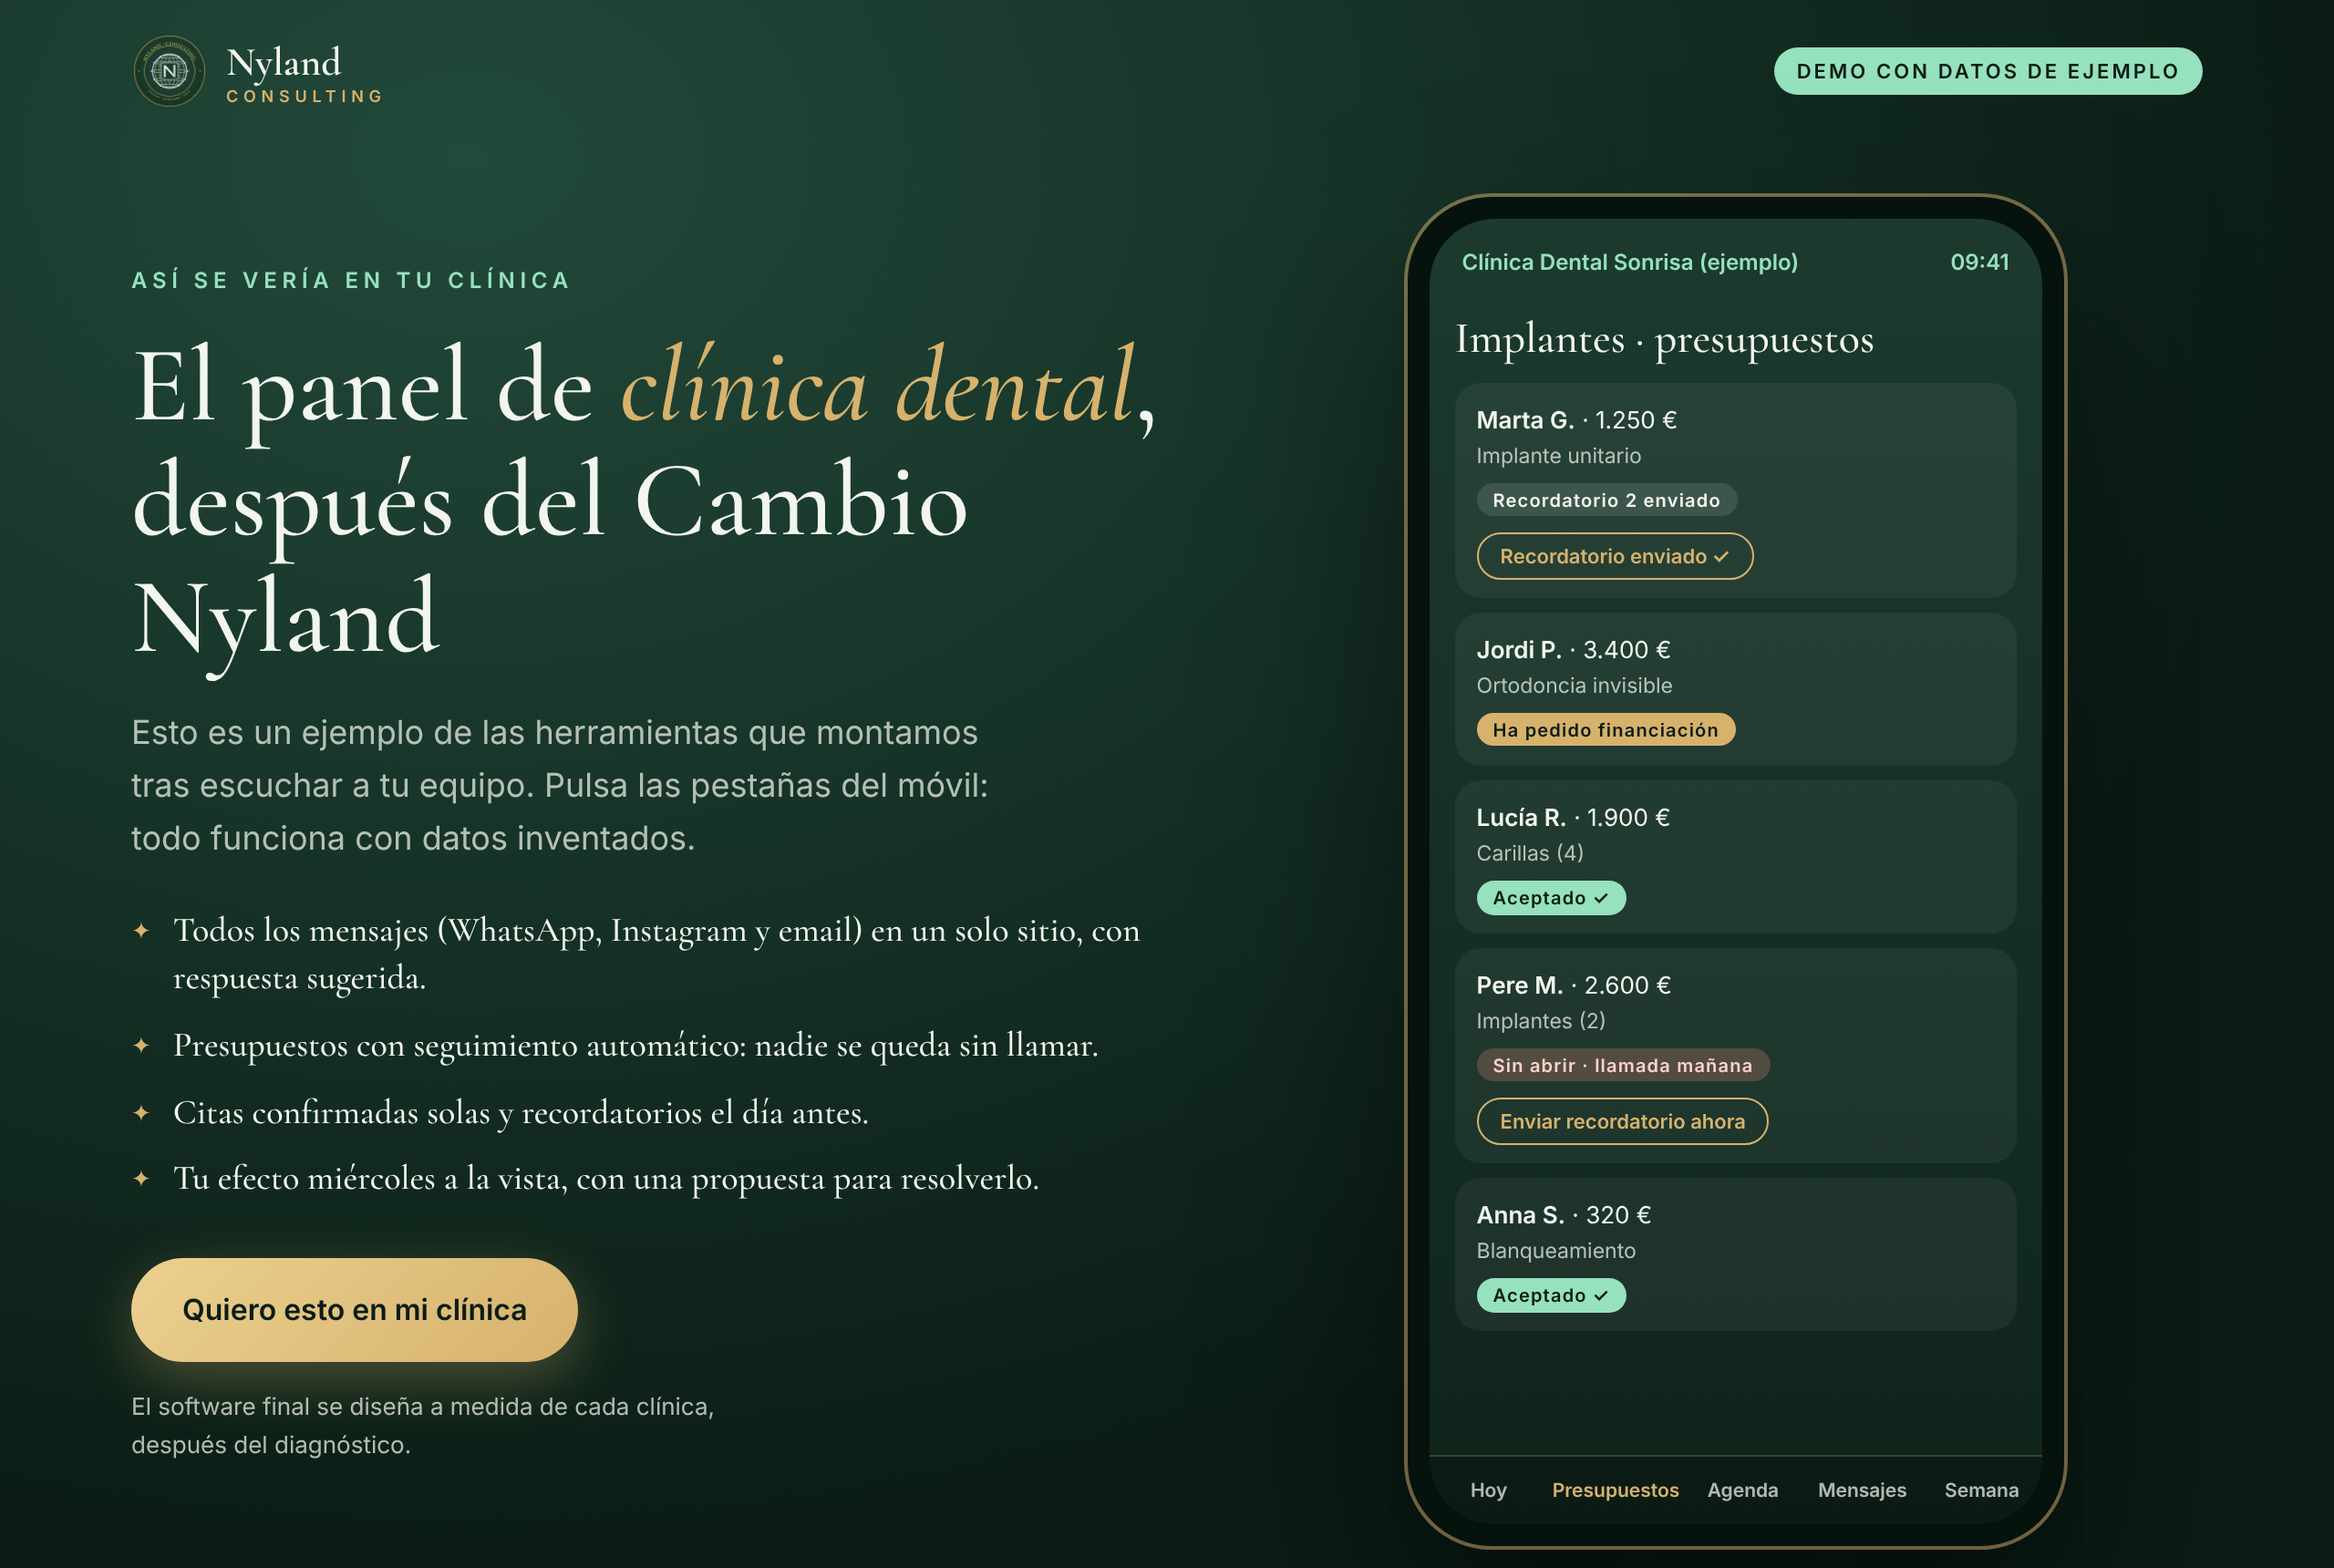 Nyland
CONSULTING
DEMO CON DATOS DE EJEMPLO
ASÍ SE VERÍA EN TU CLÍNICA
El panel de clínica dental,
después del Cambio
Nyland
Esto es un ejemplo de las herramientas que montamos
tras escuchar a tu equipo. Pulsa las pestañas del móvil:
todo funciona con datos inventados.
✦ Todos los mensajes (WhatsApp, Instagram y email) en un solo sitio, con
respuesta sugerida.
✦ Presupuestos con seguimiento automático: nadie se queda sin llamar.
✦ Citas confirmadas solas y recordatorios el día antes.
✦ Tu efecto miércoles a la vista, con una propuesta para resolverlo.
Quiero esto en mi clínica
El software final se diseña a medida de cada clínica,
después del diagnóstico.
Clínica Dental Sonrisa (ejemplo) 09:41
Implantes · presupuestos
Marta G. · 1.250 €
Implante unitario
Recordatorio 2 enviado
Recordatorio enviado ✓
Jordi P. · 3.400 €
Ortodoncia invisible
Ha pedido financiación
Lucía R. · 1.900 €
Carillas (4)
Aceptado ✓
Pere M. · 2.600 €
Implantes (2)
Sin abrir · llamada mañana
Enviar recordatorio ahora
Anna S. · 320 €
Blanqueamiento
Aceptado ✓
Hoy Presupuestos Agenda Mensajes Semana